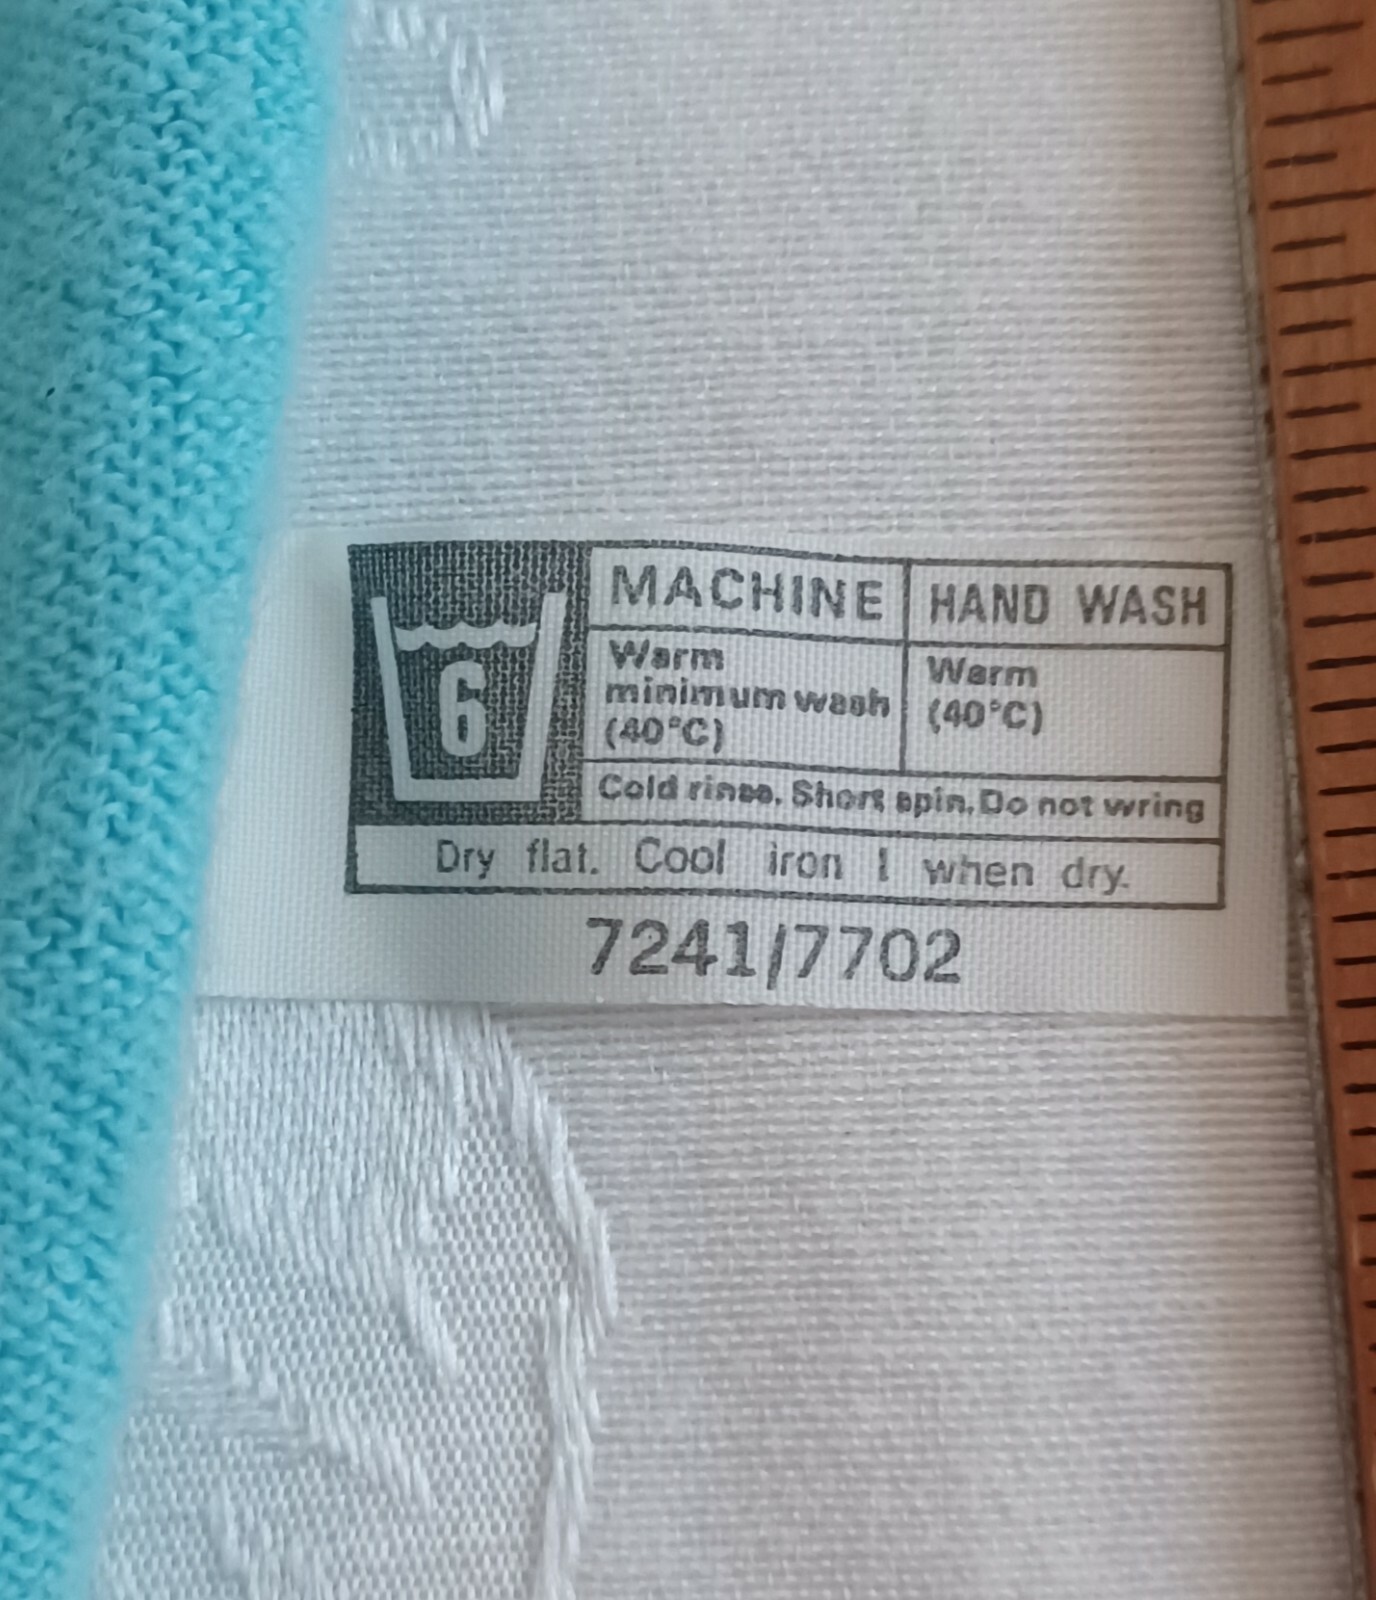 6
MACHINE
HAND WASH
Warm
minimum wash
(40°C)
Warm
(40°C)
Cold rinse. Short spin. Do not wring
Dry flat. Cool iron 1 when dry.
7241/7702